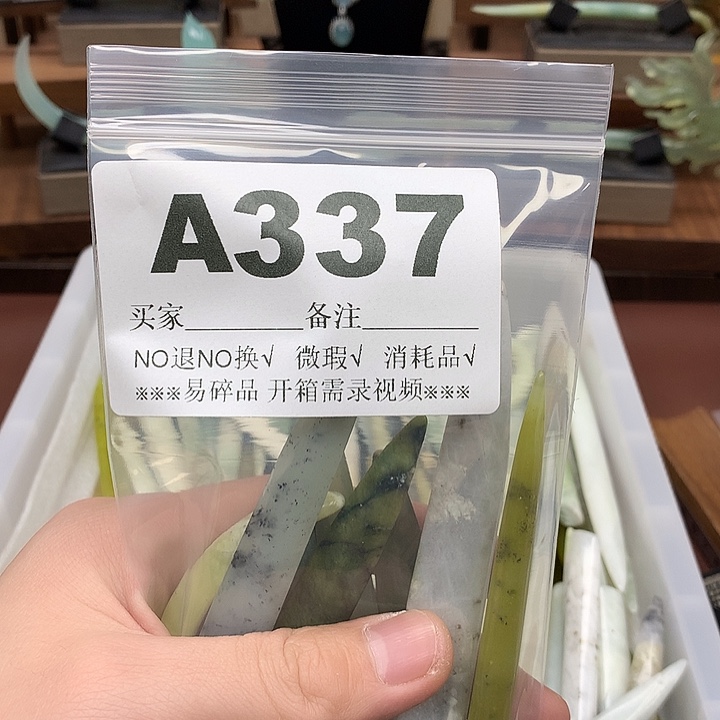 A337
买家________备注________
NO退NO换√ 微瑕√ 消耗品√
※※※易碎品 开箱需录视频※※※